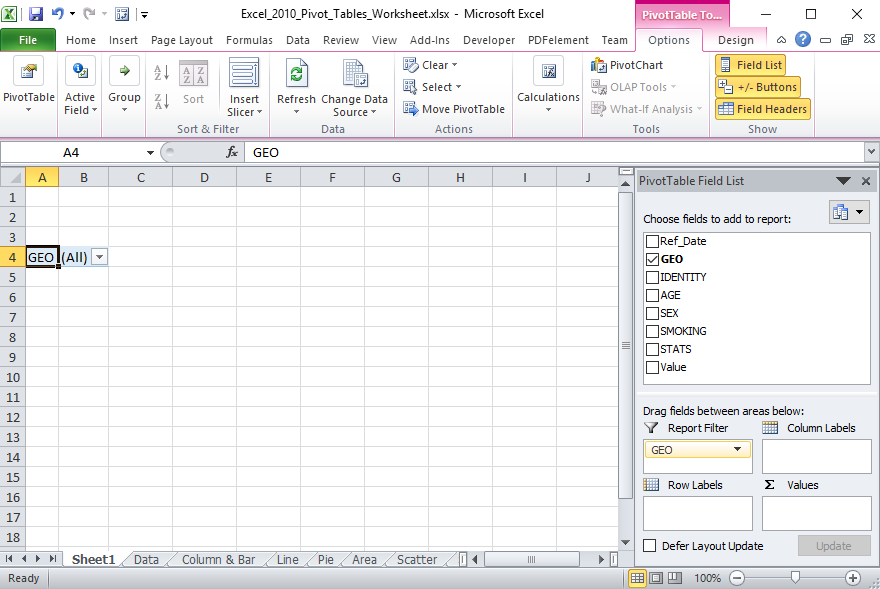 Excel_2010_Pivot_Tables_Worksheet.xlsx - Microsoft Excel
PivotTable To...
File Home Insert Page Layout Formulas Data Review View Add-Ins Developer PDFelement Team Options Design
PivotTable
Active
Field
Group
Sort
Insert
Slicer
Sort & Filter
Refresh
Change Data
Source
Data
Clear
Select
Move PivotTable
Actions
Calculations
PivotChart
OLAP Tools
What-If Analysis
Tools
Field List
+/- Buttons
Field Headers
Show
A4 fx GEO
A B C D E F G H I J
1
2
3
4 GEO (All)
5
6
7
8
9
10
11
12
13
14
15
16
17
18
PivotTable Field List
Choose fields to add to report:
Ref_Date
GEO
IDENTITY
AGE
SEX
SMOKING
STATS
Value
Drag fields between areas below:
Report Filter Column Labels
GEO
Row Labels Σ Values
Defer Layout Update Update
Sheet1 Data Column & Bar Line Pie Area Scatter
Ready 100%